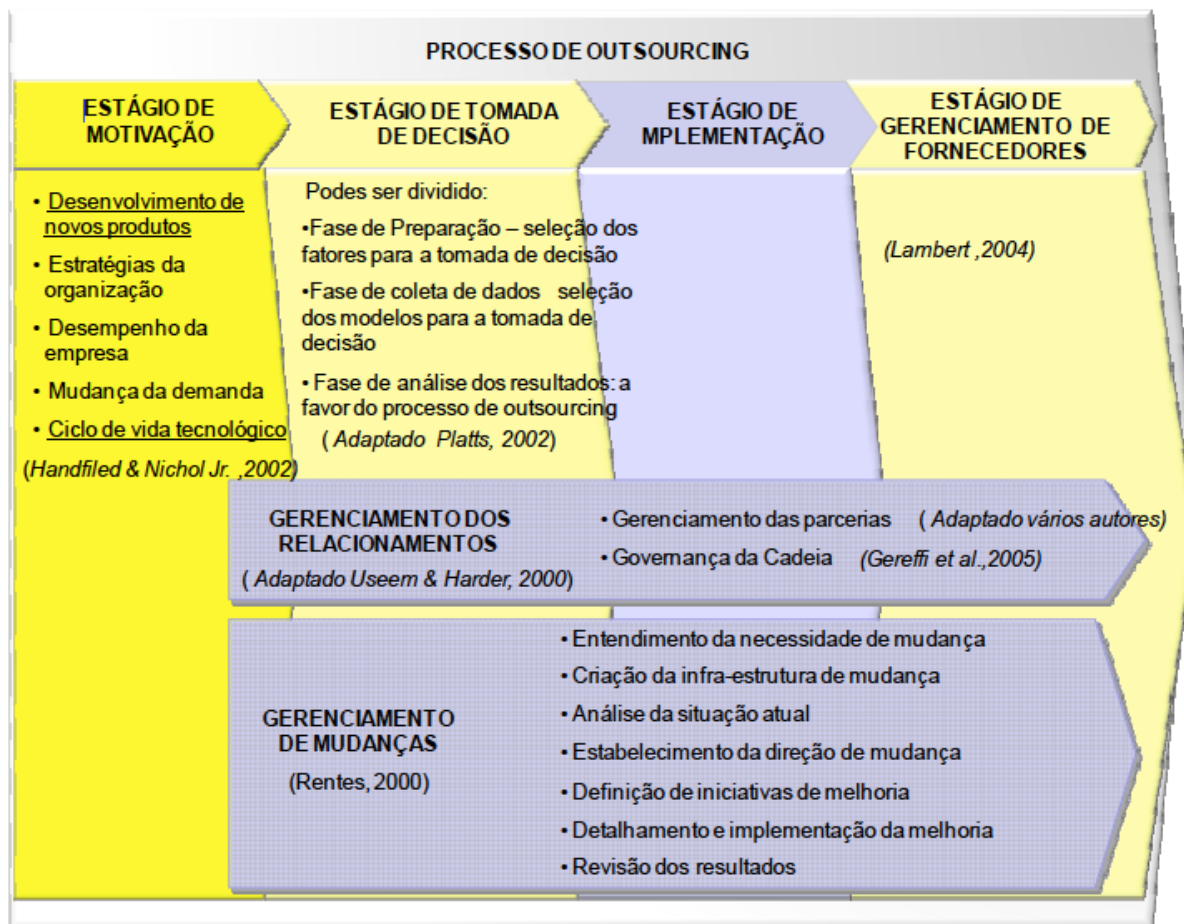 PROCESSO DE OUTSOURCING
ESTÁGIO DE
MOTIVAÇÃO
ESTÁGIO DE TOMADA
DE DECISÃO
ESTÁGIO DE
MPLEMENTAÇÃO
ESTÁGIO DE
GERENCIAMENTO DE
FORNECEDORES
• Desenvolvimento de
novos produtos
• Estratégias da
organização
• Desempenho da
empresa
• Mudança da demanda
• Ciclo de vida tecnológico
(Handfiled & Nichol Jr. ,2002)
Podes ser dividido:
•Fase de Preparação – seleção dos
fatores para a tomada de decisão
•Fase de coleta de dados seleção
dos modelos para a tomada de
decisão
• Fase de análise dos resultados: a
favor do processo de outsourcing
( Adaptado Platts, 2002)
(Lambert ,2004)
GERENCIAMENTO DOS
RELACIONAMENTOS
( Adaptado Useem & Harder, 2000)
• Gerenciamento das parcerias ( Adaptado vários autores)
• Governança da Cadeia (Gereffi et al.,2005)
GERENCIAMENTO
DE MUDANÇAS
(Rentes, 2000)
• Entendimento da necessidade de mudança
• Criação da infra-estrutura de mudança
• Análise da situação atual
• Estabelecimento da direção de mudança
• Definição de iniciativas de melhoria
• Detalhamento e implementação da melhoria
• Revisão dos resultados